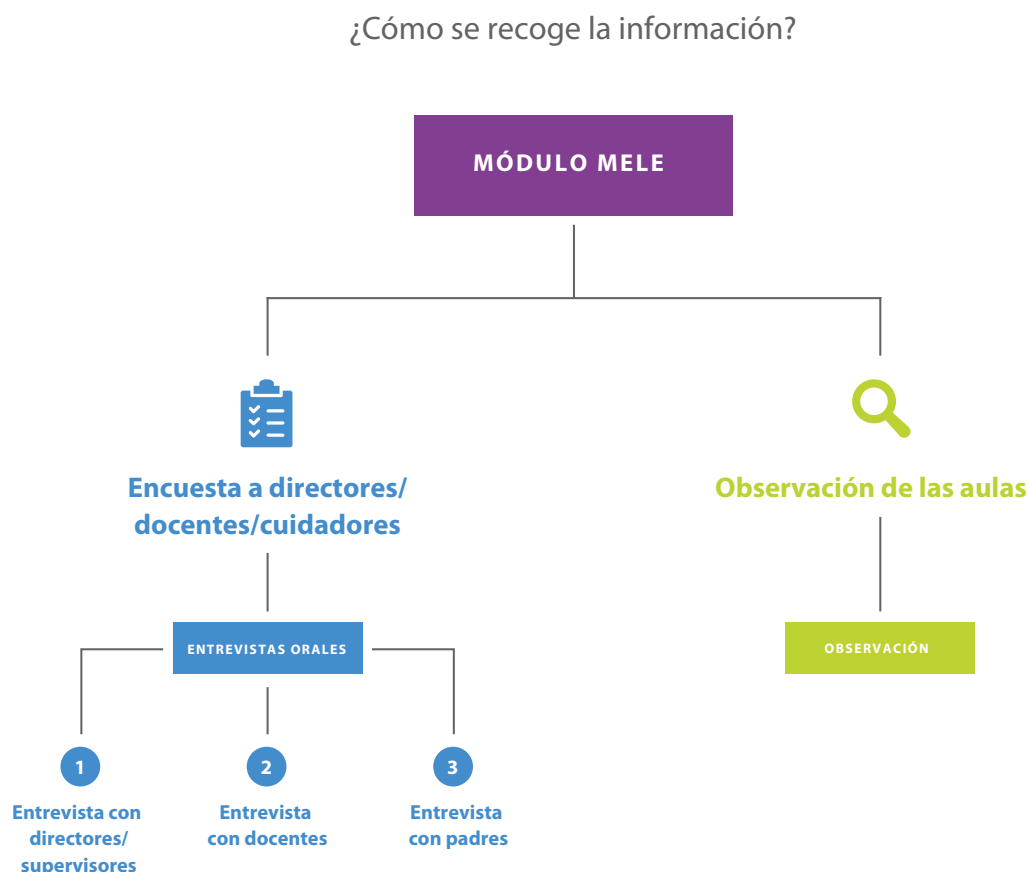 ¿Cómo se recoge la información?
MÓDULO MELE
Encuesta a directores/
docentes/cuidadores
Observación de las aulas
ENTREVISTAS ORALES
OBSERVACIÓN
1
2
3
Entrevista con
directores/
supervisores
Entrevista
con docentes
Entrevista
con padres